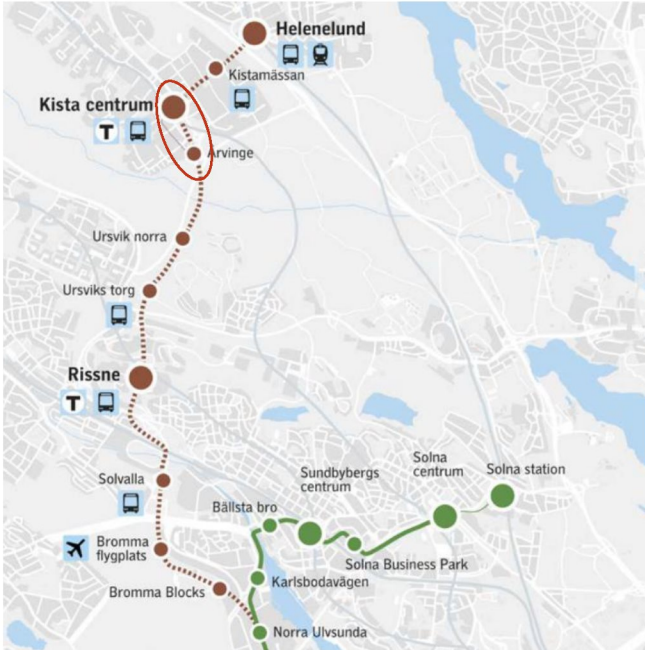 Helenelund
Kistamässan
Kista centrum
T
Ärvinge
Ursvik norra
Ursviks torg
Rissne
T
Solvalla
Bromma
flygplats
Bromma Blocks
Sundbybergs
centrum
Solna
centrum
Solna station
Bällsta bro
Solna Business Park
Karlsbodavägen
Norra Ulvsunda